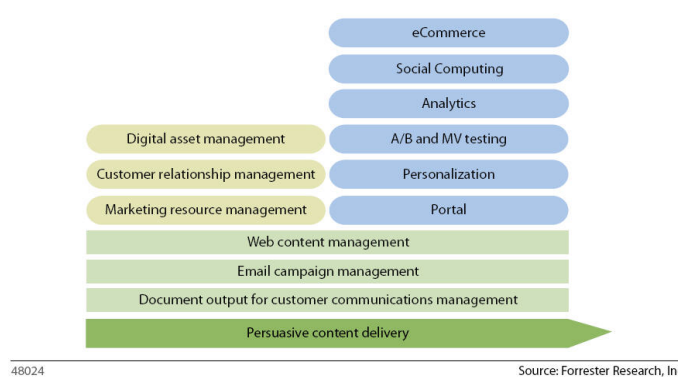 eCommerce
Social Computing
Analytics
Digital asset management
A/B and MV testing
Customer relationship management
Personalization
Marketing resource management
Portal
Web content management
Email campaign management
Document output for customer communications management
Persuasive content delivery
48024
Source: Forrester Research, In